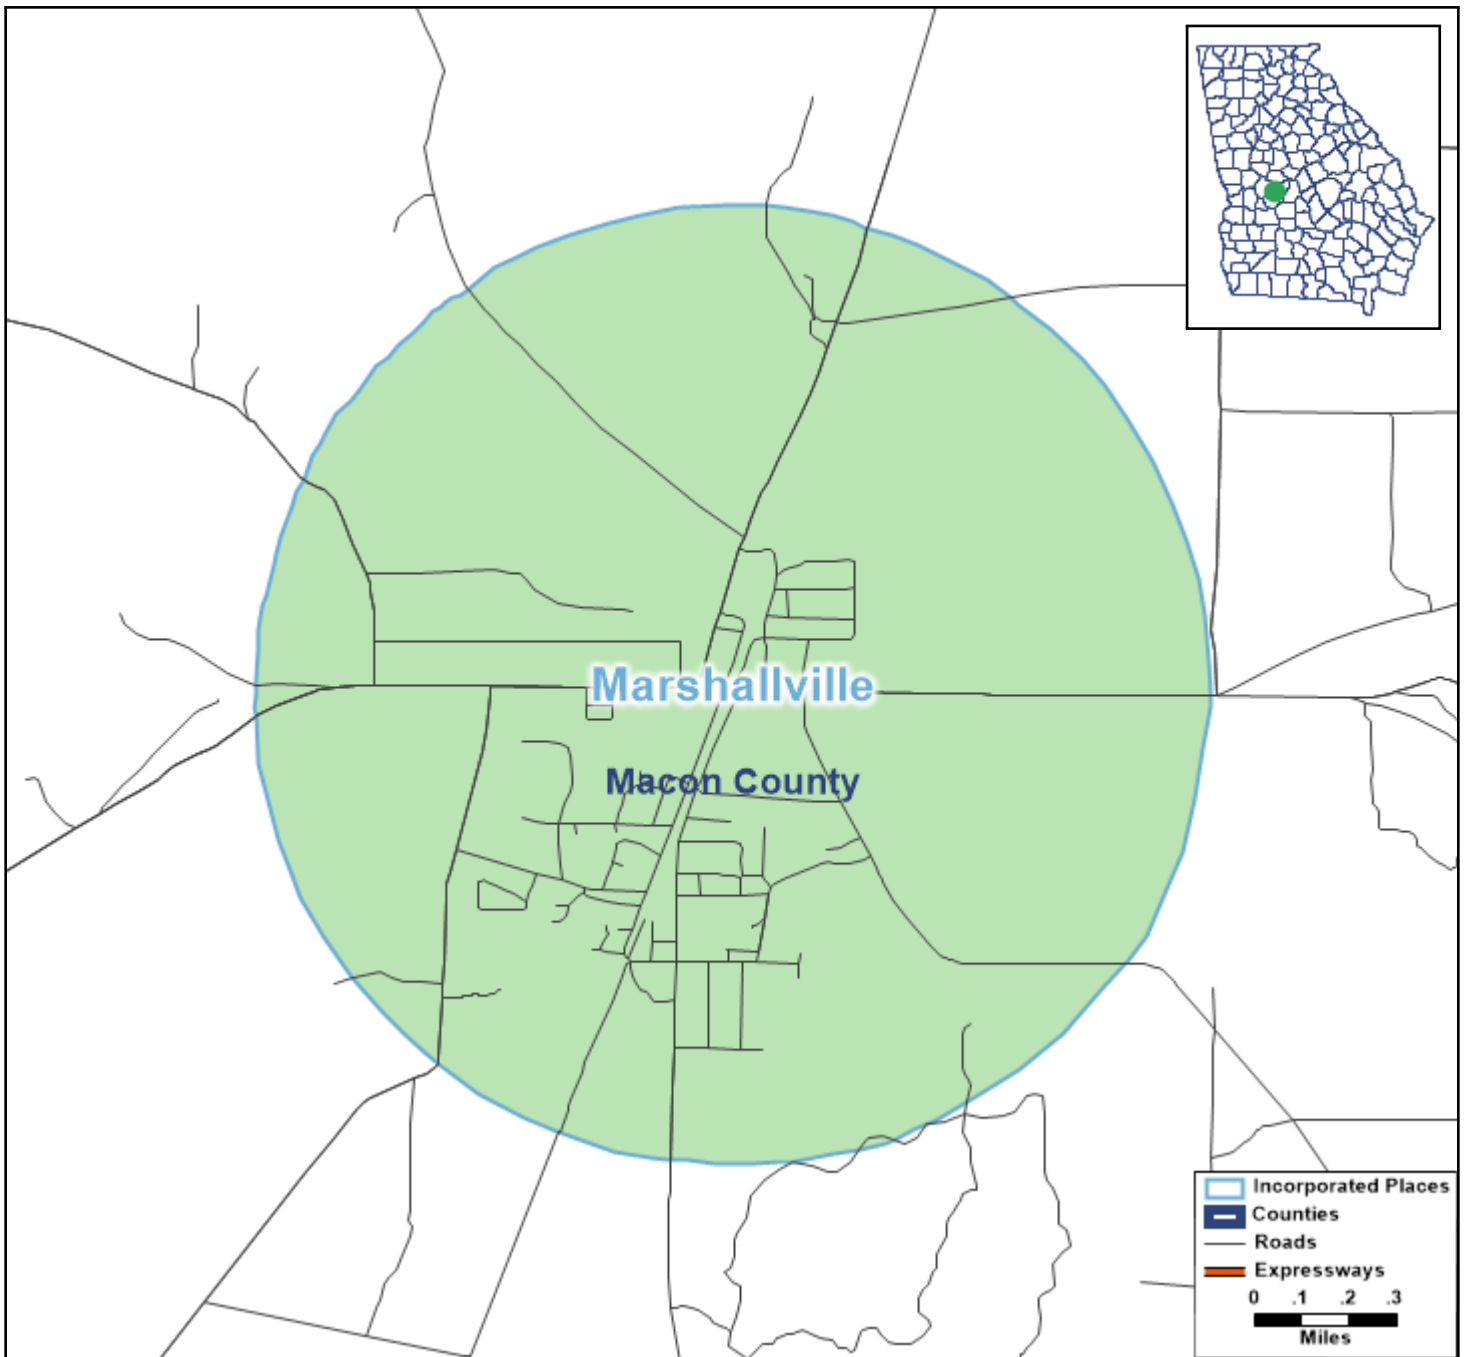 Marshallville
Macon County
Incorporated Places
Counties
Roads
Expressways
0 .1 .2 .3
Miles